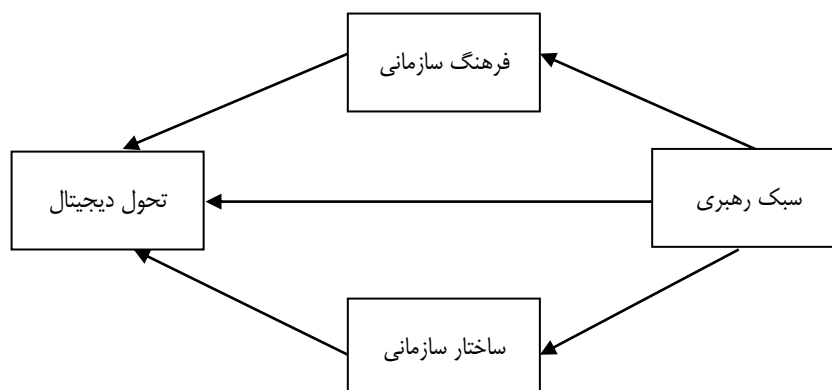 فرهنگ سازمانی
سبک رهبری
تحول دیجیتال
ساختار سازمانی